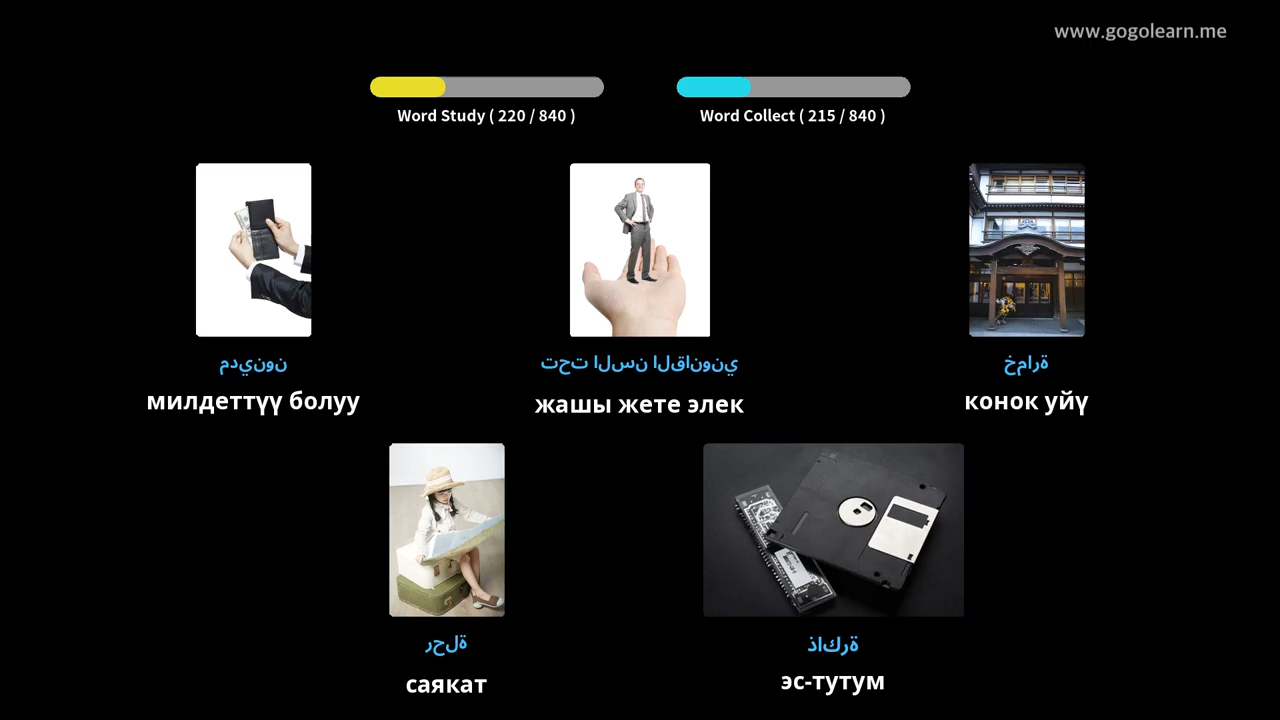 www.gogolearn.me
Word Study ( 220 / 840 )
Word Collect ( 215 / 840 )
مدينون
милдеттүү болуу
تحت السن القانوني
жашы жете элек
خمارة
конок үйү
رحلة
саякат
ذاكرة
эс-тутум